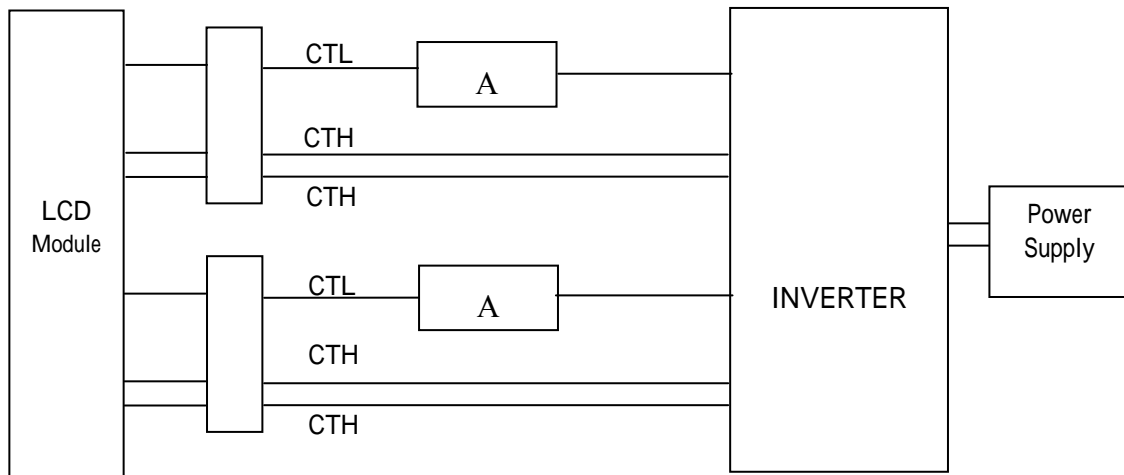 LCD
Module
CTL
A
CTH
CTH
CTL
A
CTH
CTH
INVERTER
Power
Supply